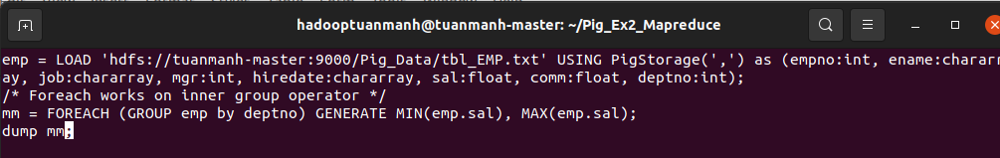 hadooptuanmanh@tuanmanh-master: ~/Pig_Ex2_Mapreduce
emp = LOAD 'hdfs://tuanmanh-master:9000/Pig_Data/tbl_EMP.txt' USING PigStorage(',') as (empno:int, ename:charar
ay, job:chararray, mgr:int, hiredate:chararray, sal:float, comm:float, deptno:int);
/* Foreach works on inner group operator */
mm = FOREACH (GROUP emp by deptno) GENERATE MIN(emp.sal), MAX(emp.sal);
dump mm;